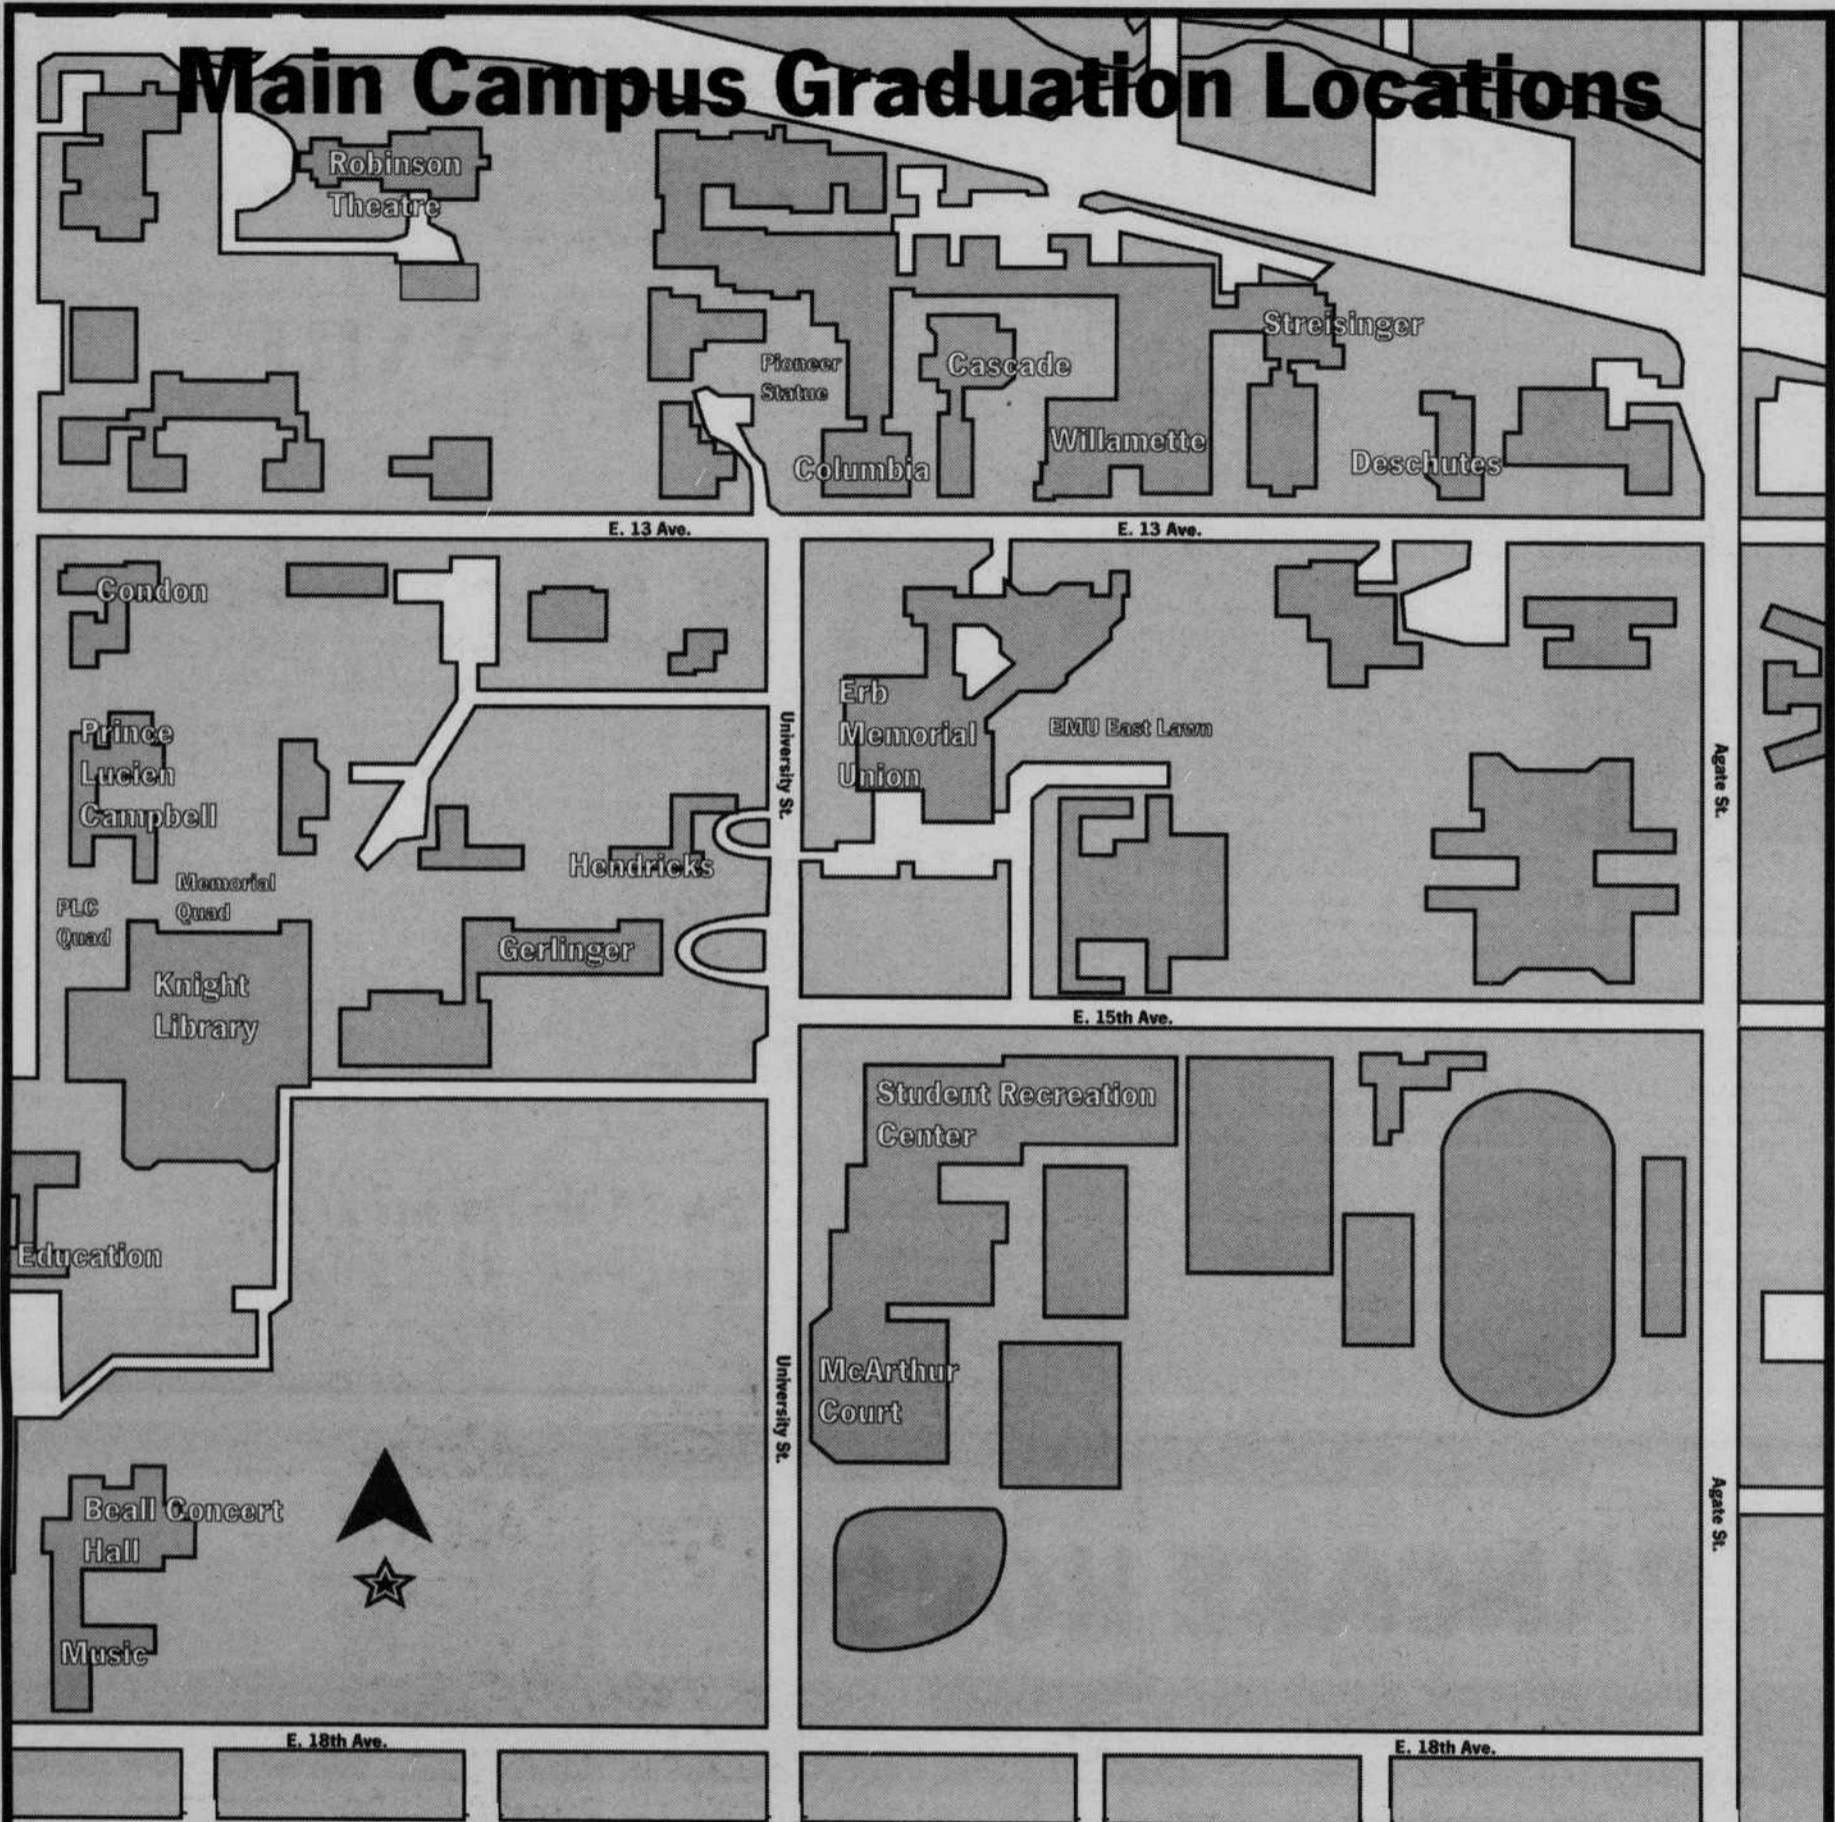 Main Campus Graduation Locations
Robinson
Theatre
Streisinger
Pioneer
Statue
Cascade
Willamette
Columbia
Deschutes
E. 13 Ave.
E. 13 Ave.
Condon
Erb
Memorial
Union
EMU East Lawn
Prince
Lucien
Campbell
University St.
Agate St.
Hendricks
Memorial
Quad
PLC
Quad
Gerlinger
Knight
Library
E. 15th Ave.
Student Recreation
Center
Education
McArthur
Court
University St.
Agate St.
Beall Concert
Hall
Music
E. 18th Ave.
E. 18th Ave.